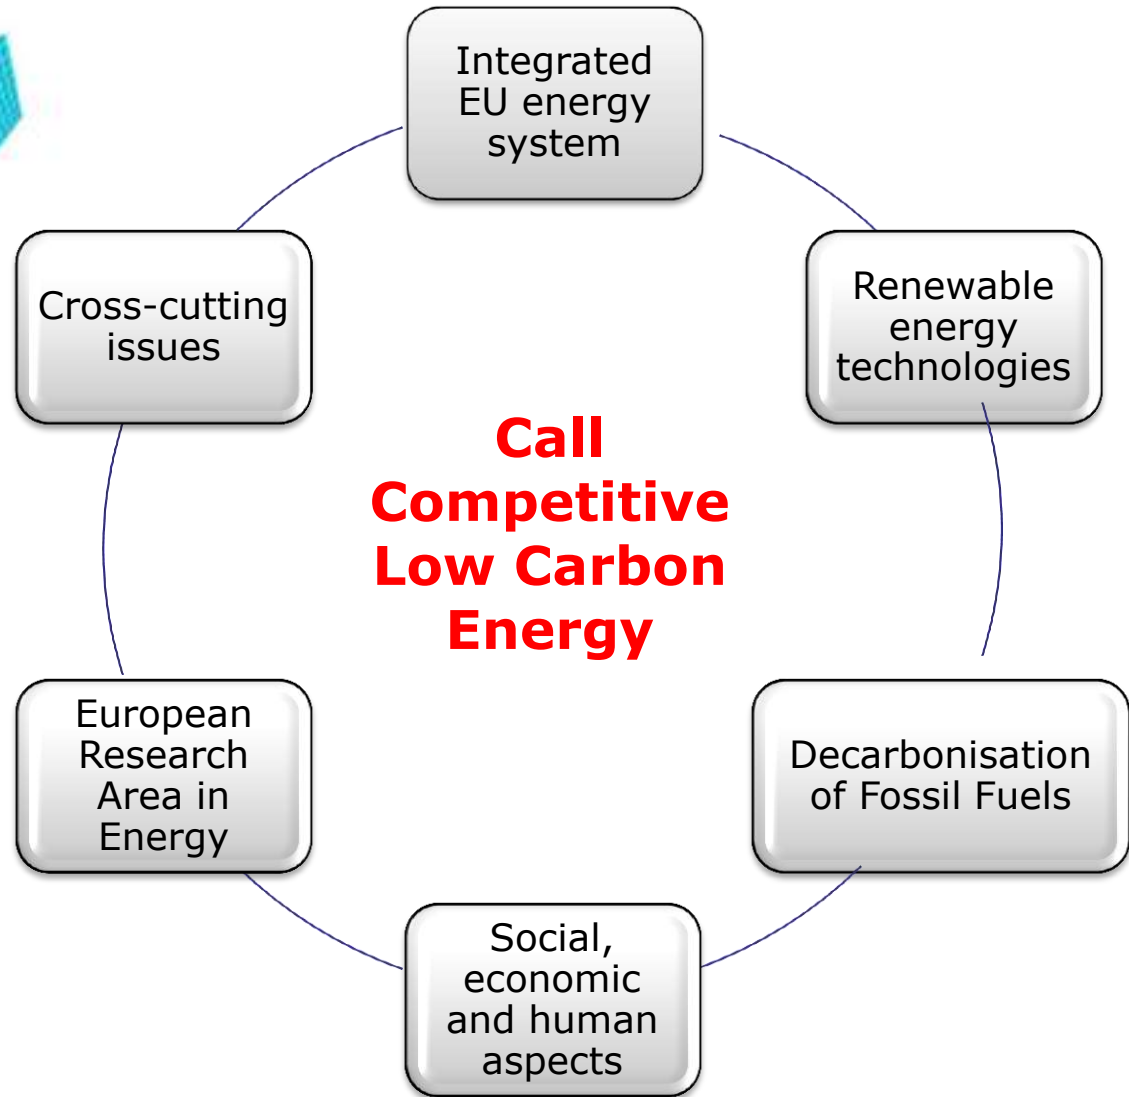 Integrated
EU energy
system
Renewable
energy
technologies
Decarbonisation
of Fossil Fuels
Social,
economic
and human
aspects
European
Research
Area in
Energy
Cross-cutting
issues
Call
Competitive
Low Carbon
Energy